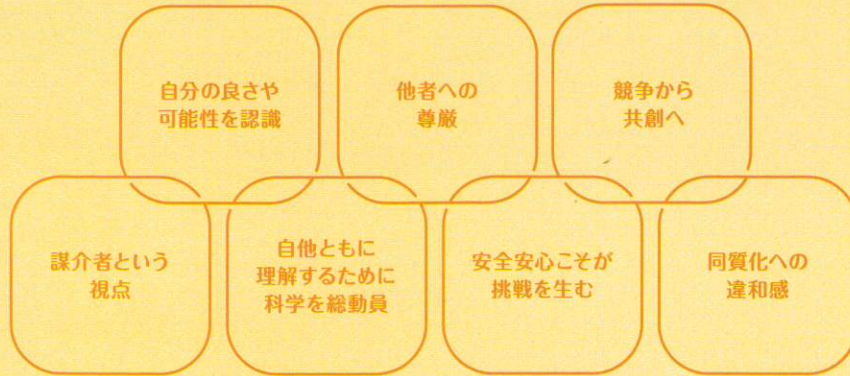 自分の良さや
可能性を認識
他者への
尊厳
競争から
共創へ
謀介者という
視点
自他ともに
理解するために
科学を総動員
安全安心こそが
挑戦を生む
同質化への
違和感